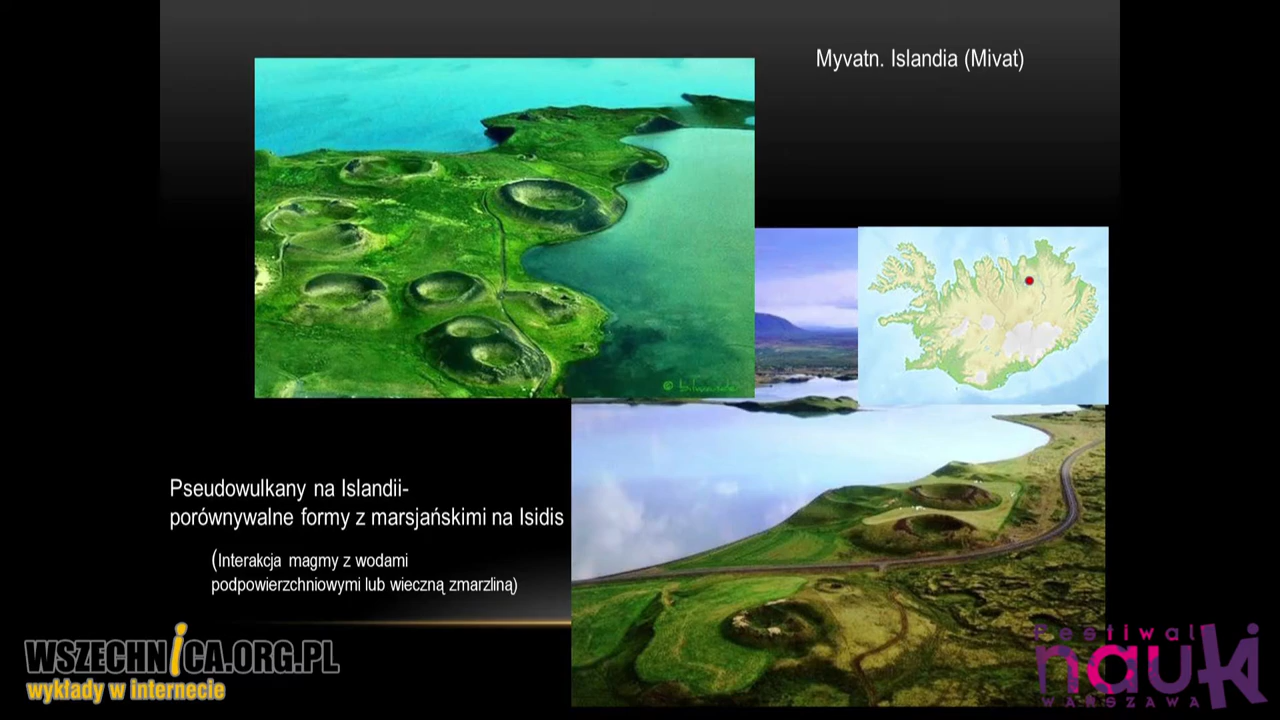 Myvatn. Islandia (Mivat)
Pseudowulkany na Islandii-
porównywalne formy z marsjańskimi na Isidis
(Interakcja magmy z wodami
podpowierzchniowymi lub wieczną zmarzliną)
WSZECHNiCA.ORG.PL
wykłady w internecie
Festiwal
nauki
WARSZAWA